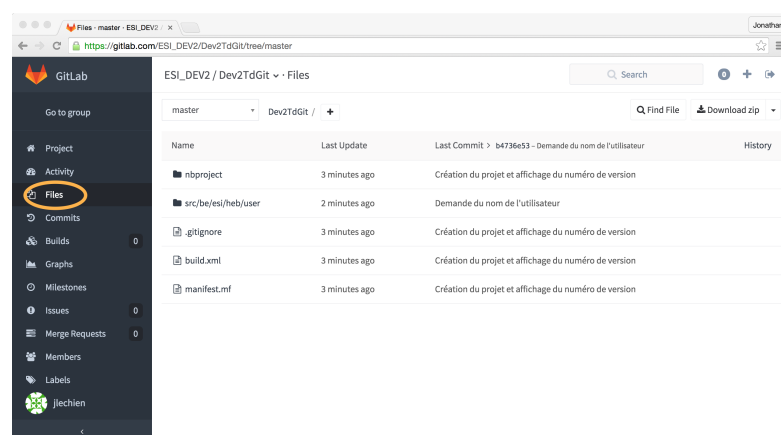 Files · master · ESI_DEV2 /
Jonathan
https://gitlab.com/ESI_DEV2/Dev2TdGit/tree/master
GitLab
ESI_DEV2 / Dev2TdGit · Files
Search
0
Go to group
master
Dev2TdGit /
Find File
Download zip
Project
Activity
Files
Commits
Builds 0
Graphs
Milestones
Issues 0
Merge Requests 0
Members
Labels
jlechien
Name Last Update Last Commit > b4736e53 – Demande du nom de l'utilisateur History
nbproject 3 minutes ago Création du projet et affichage du numéro de version
src/be/esi/heb/user 2 minutes ago Demande du nom de l'utilisateur
.gitignore 3 minutes ago Création du projet et affichage du numéro de version
build.xml 3 minutes ago Création du projet et affichage du numéro de version
manifest.mf 3 minutes ago Création du projet et affichage du numéro de version